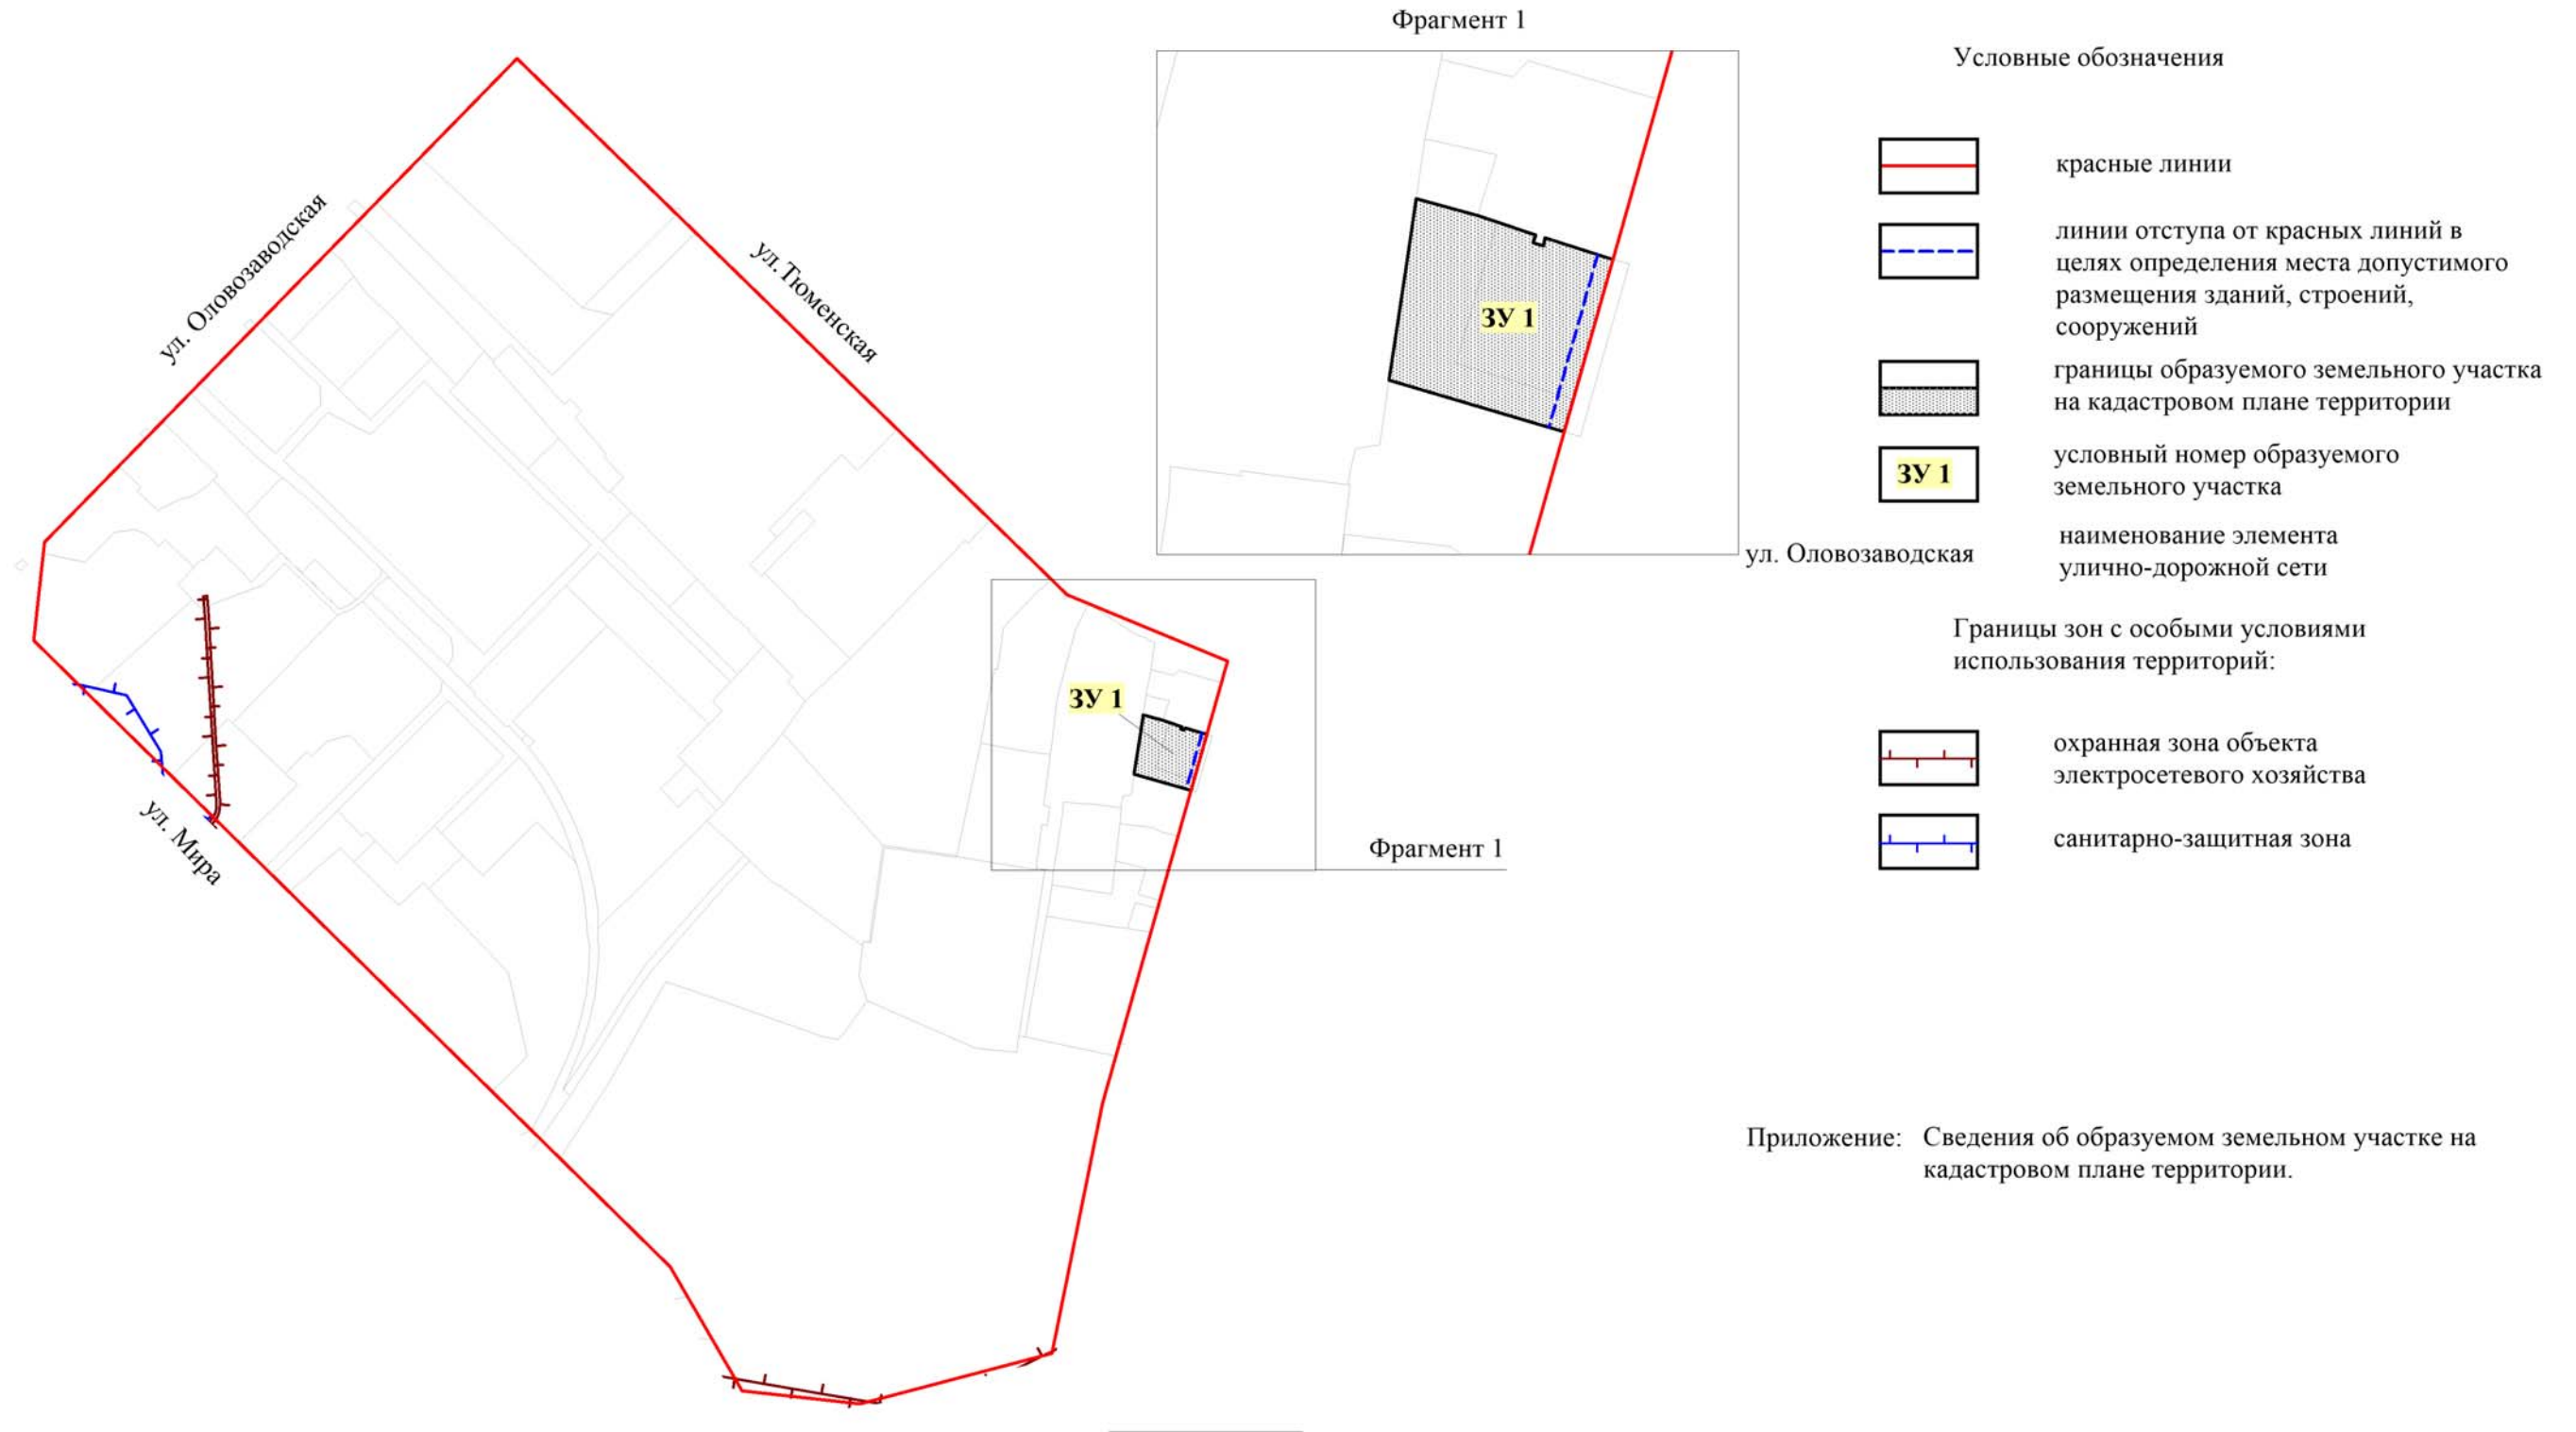 Фрагмент 1
Условные обозначения
красные линии
линии отступа от красных линий в
целях определения места допустимого
размещения зданий, строений,
сооружений
границы образуемого земельного участка
на кадастровом плане территории
ЗУ 1
условный номер образуемого
земельного участка
ул. Оловозаводская
наименование элемента
улично-дорожной сети
Границы зон с особыми условиями
использования территорий:
охранная зона объекта
электросетевого хозяйства
санитарно-защитная зона
Приложение: Сведения об образуемом земельном участке на
кадастровом плане территории.
ЗУ 1
ул. Оловозаводская
ул.Тюменская
ЗУ 1
Фрагмент 1
ул. Мира